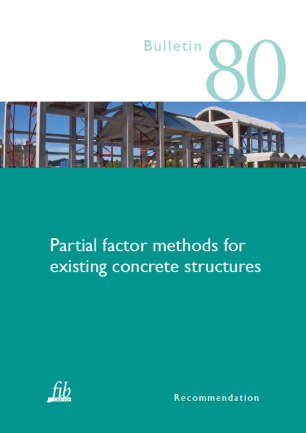 Bulletin 80
Partial factor methods for
existing concrete structures
fib
Recommendation